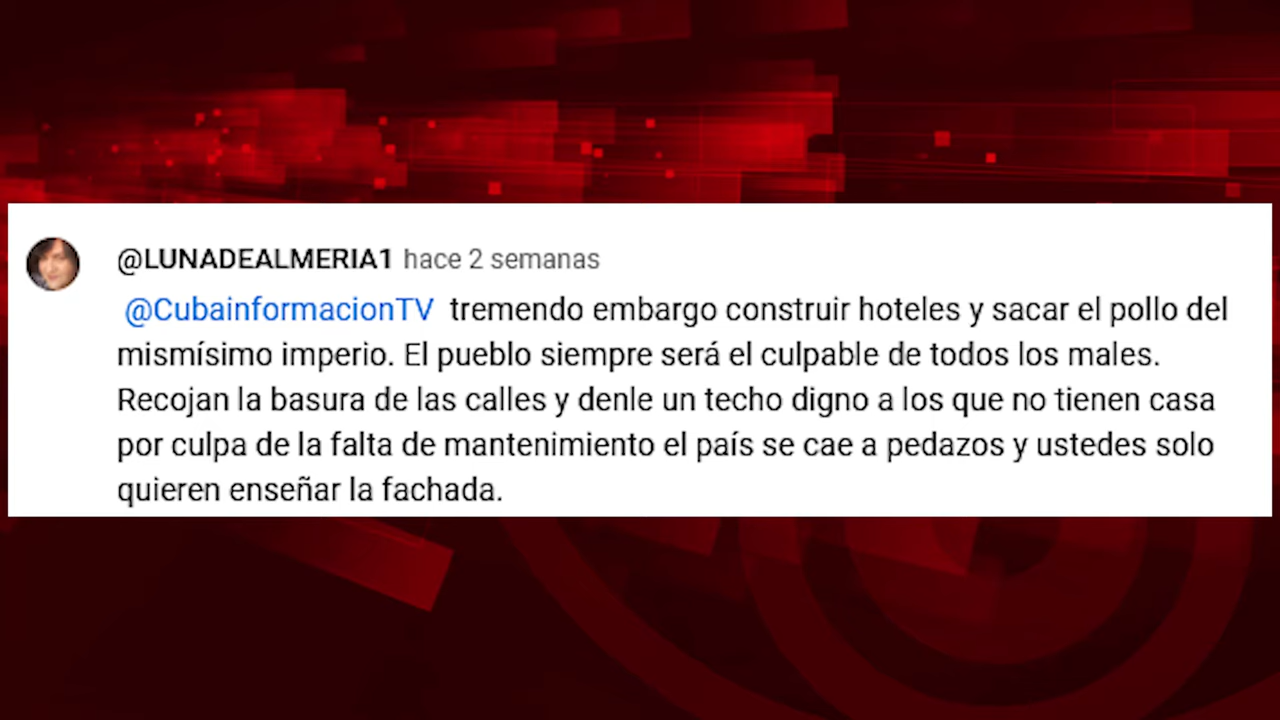 @LUNADEALMERIA1 hace 2 semanas
@CubainformacionTV tremendo embargo construir hoteles y sacar el pollo del
mismísimo imperio. El pueblo siempre será el culpable de todos los males.
Recojan la basura de las calles y denle un techo digno a los que no tienen casa
por culpa de la falta de mantenimiento el país se cae a pedazos y ustedes solo
quieren enseñar la fachada.